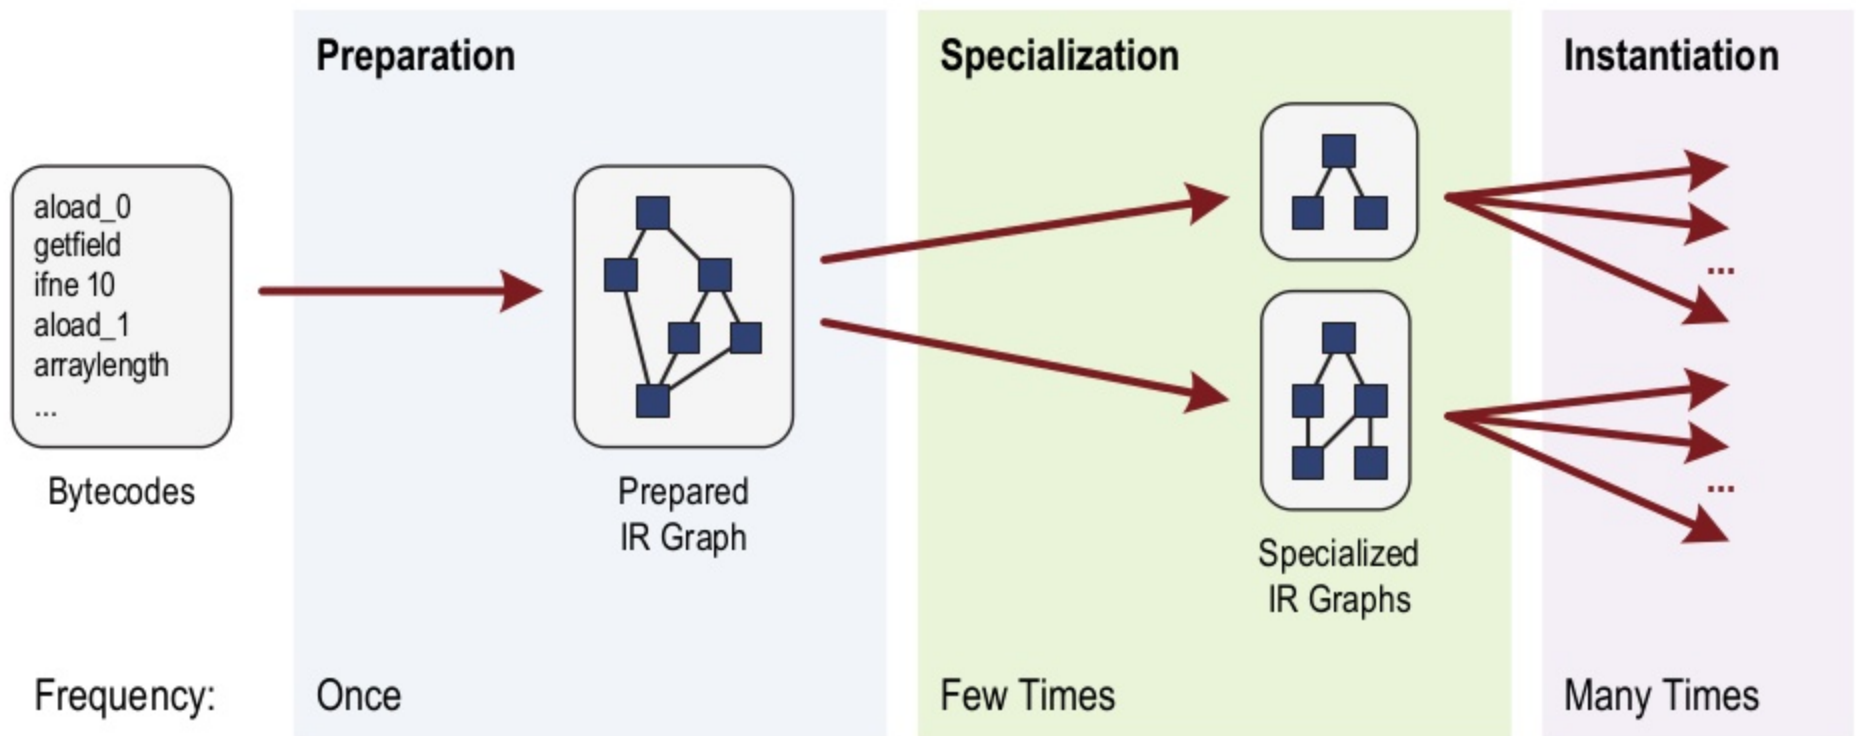 Preparation
Specialization
Instantiation
aload_0
getfield
ifne 10
aload_1
arraylength
...
Bytecodes
Prepared
IR Graph
Specialized
IR Graphs
...
...
Frequency:
Once
Few Times
Many Times